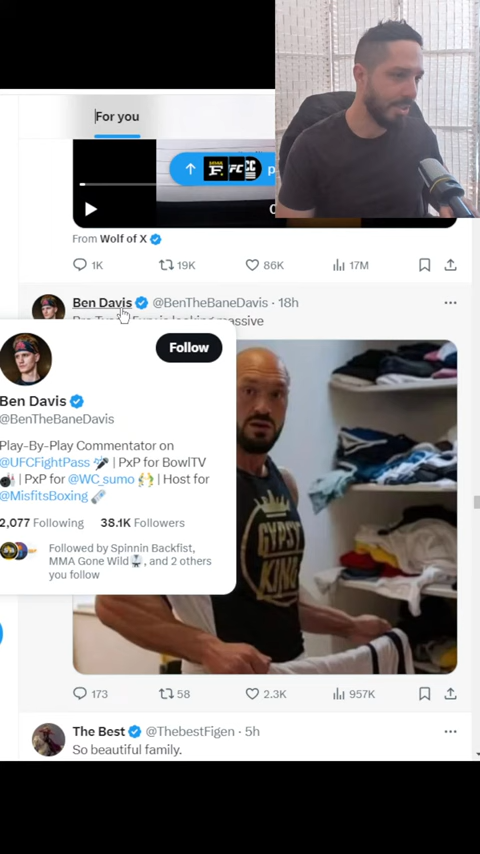 For you
From Wolf of X
1K 19K 86K 17M
Ben Davis @BenTheBaneDavis · 18h
massive
Follow
Ben Davis
@BenTheBaneDavis
Play-By-Play Commentator on
@UFCFightPass | PxP for BowlTV
| PxP for @WC_sumo | Host for
@MisfitsBoxing
2,077 Following 38.1K Followers
Followed by Spinnin Backfist,
MMA Gone Wild, and 2 others
you follow
GYPSY
KING
173 58 2.3K 957K
The Best @ThebestFigen · 5h
So beautiful family.